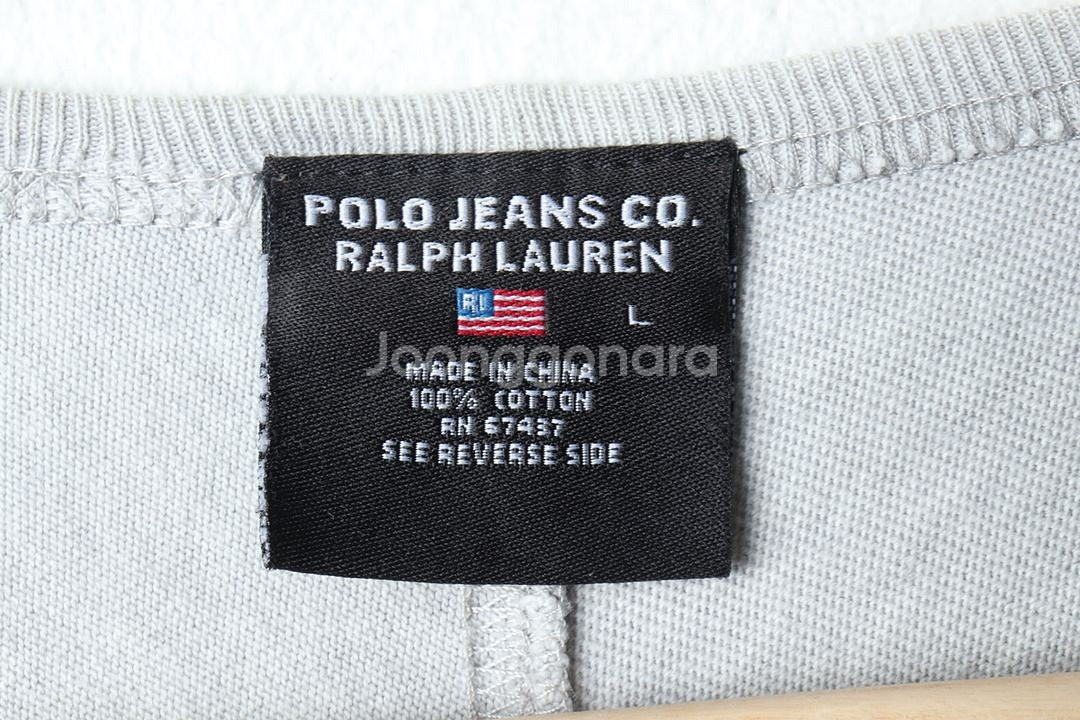 POLO JEANS CO.
RALPH LAUREN
RL
L
Joonggonara
MADE IN CHINA
100% COTTON
RN 67437
SEE REVERSE SIDE